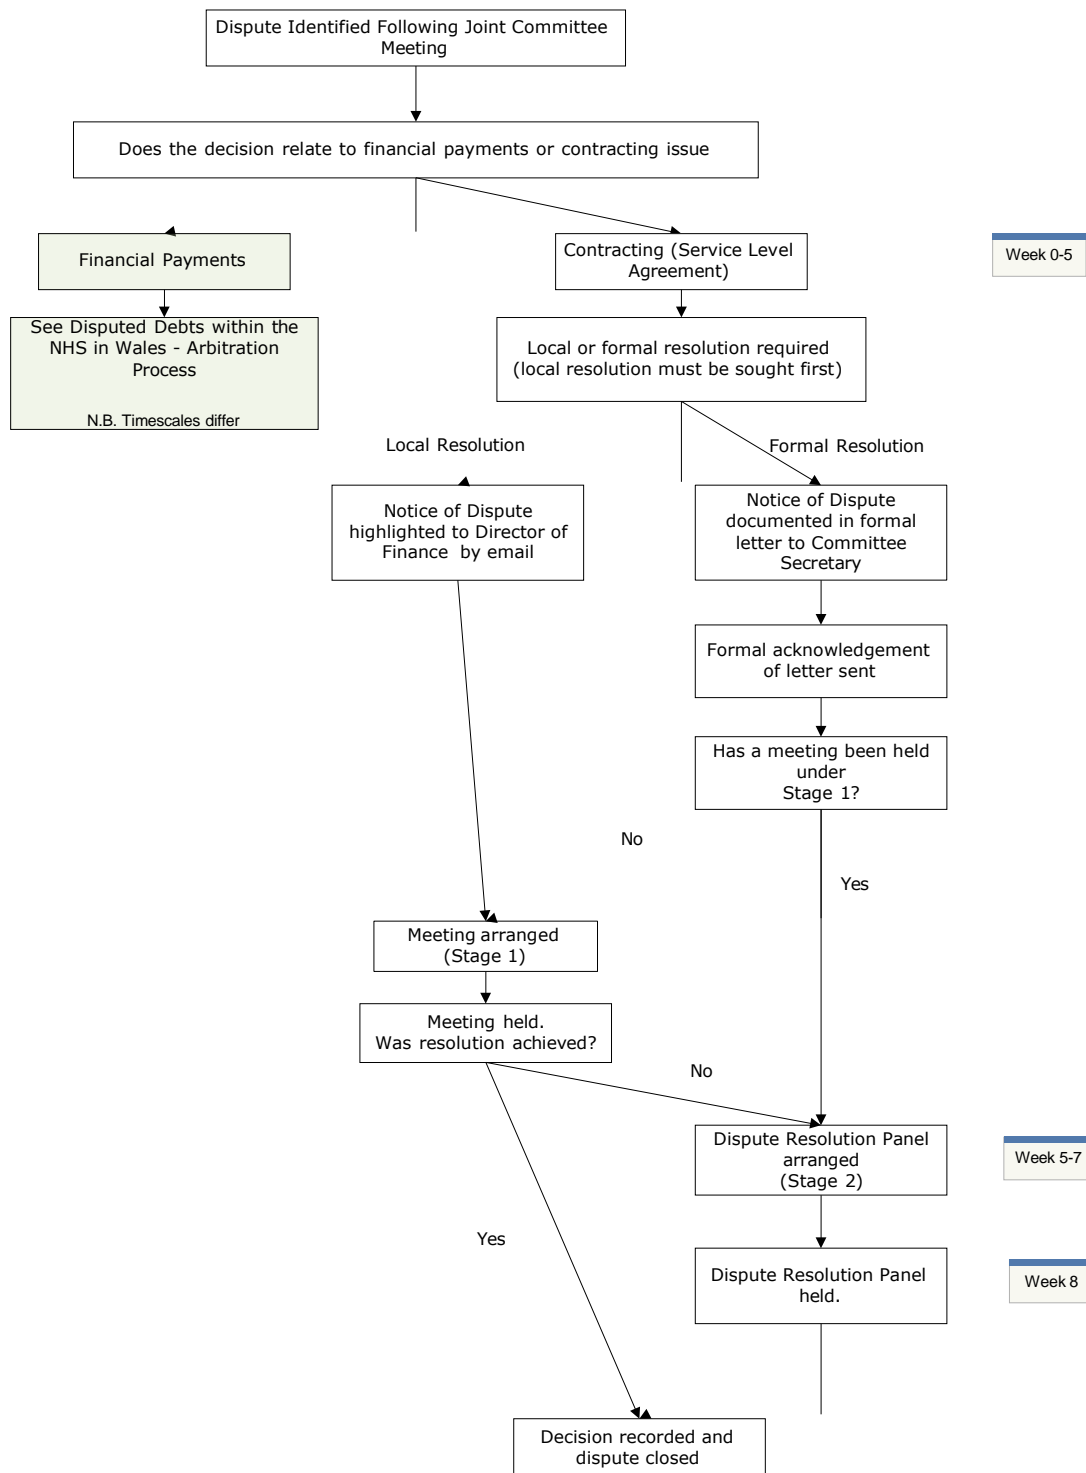 Dispute Identified Following Joint Committee
Meeting
Does the decision relate to financial payments or contracting issue
Financial Payments
Contracting (Service Level
Agreement)
Week 0-5
See Disputed Debts within the
NHS in Wales - Arbitration
Process
N.B. Timescales differ
Local or formal resolution required
(local resolution must be sought first)
Local Resolution
Formal Resolution
Notice of Dispute
highlighted to Director of
Finance by email
Notice of Dispute
documented in formal
letter to Committee
Secretary
Formal acknowledgement
of letter sent
Has a meeting been held
under
Stage 1?
No
Yes
Meeting arranged
(Stage 1)
Meeting held.
Was resolution achieved?
No
Dispute Resolution Panel
arranged
(Stage 2)
Week 5-7
Yes
Dispute Resolution Panel
held.
Week 8
Decision recorded and
dispute closed